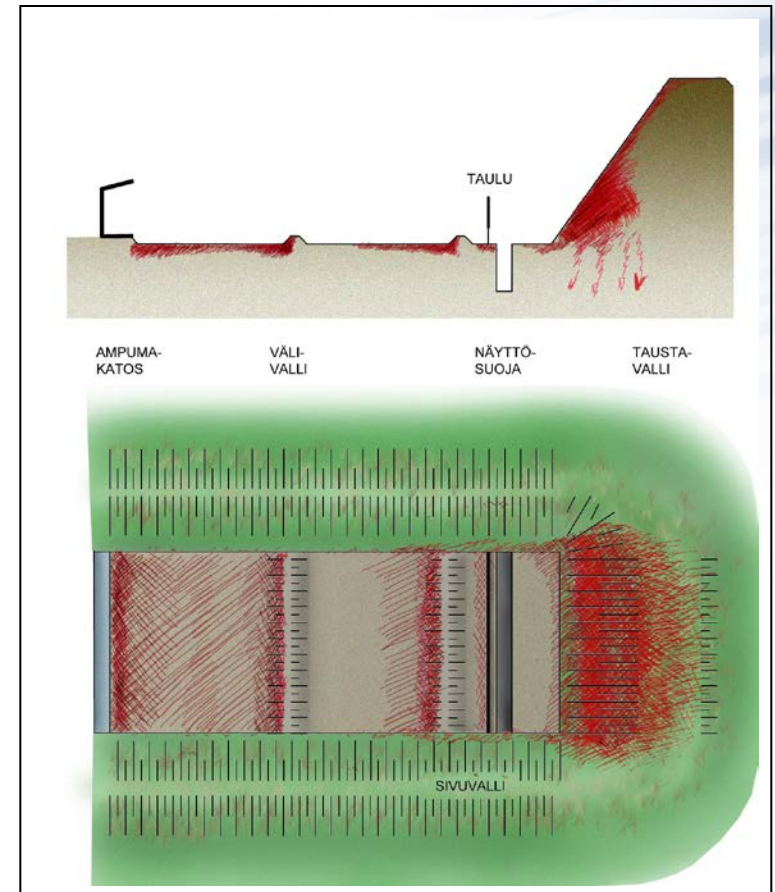 TAULU
AMPUMA-
KATOS
VÄLI-
VALLI
NÄYTTÖ-
SUOJA
TAUSTA-
VALLI
SIVUVALLI